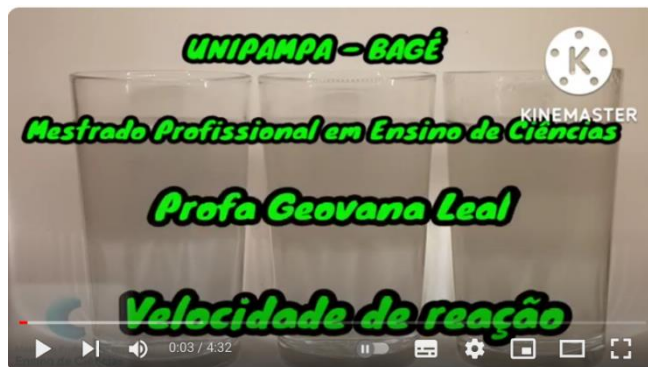 UNIPAMPA - BAGÉ
K
KINEMASTER
Mestrado Profissional em Ensino de Ciências
Profa Geovana Leal
Velocidade de reação
0:03 / 4:32